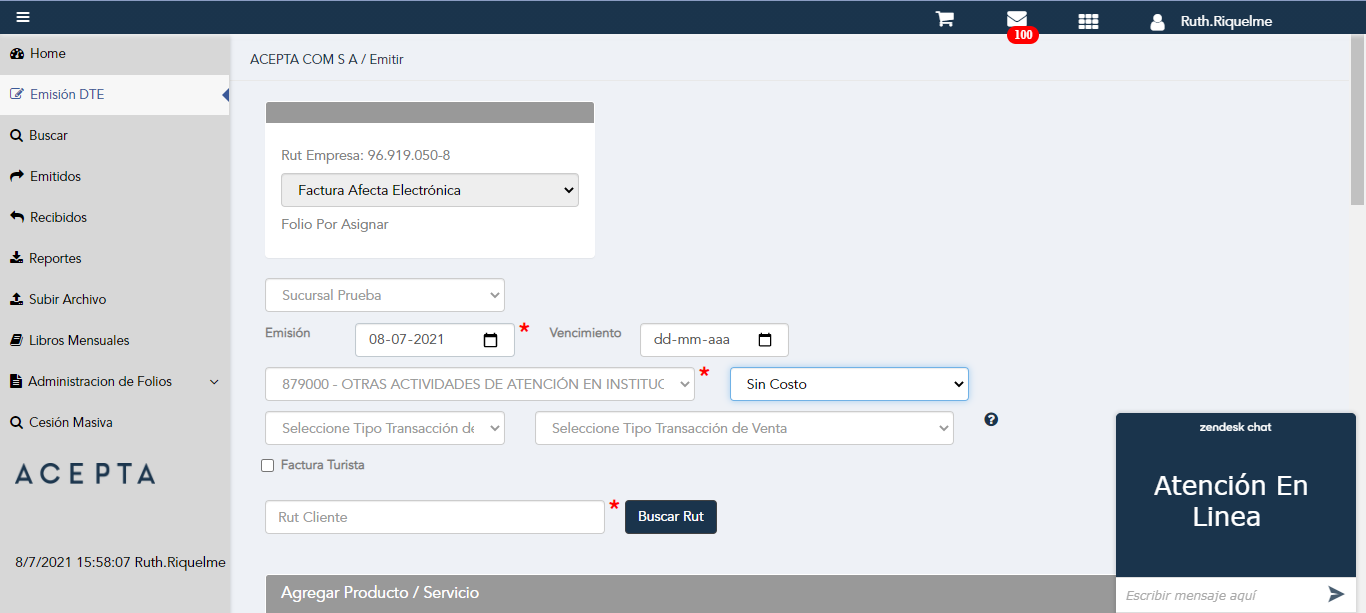 100
Ruth.Riquelme
Home
Emisión DTE
Buscar
Emitidos
Recibidos
Reportes
Subir Archivo
Libros Mensuales
Administracion de Folios
Cesión Masiva
ACEPTA
8/7/2021 15:58:07 Ruth.Riquelme
ACEPTA COM S A / Emitir
Rut Empresa: 96.919.050-8
Factura Afecta Electrónica
Folio Por Asignar
Sucursal Prueba
Emisión 08-07-2021 * Vencimiento dd-mm-aaa
879000 - OTRAS ACTIVIDADES DE ATENCIÓN EN INSTITUC * Sin Costo
Seleccione Tipo Transacción de Seleccione Tipo Transacción de Venta ?
Factura Turista
Rut Cliente * Buscar Rut
Agregar Producto / Servicio
zendesk chat
Atención En
Linea
Escribir mensaje aquí